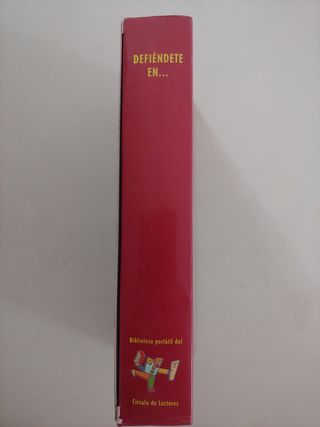 DEFIÉNDETE
EN...
Biblioteca portátil del
Círculo de Lectores